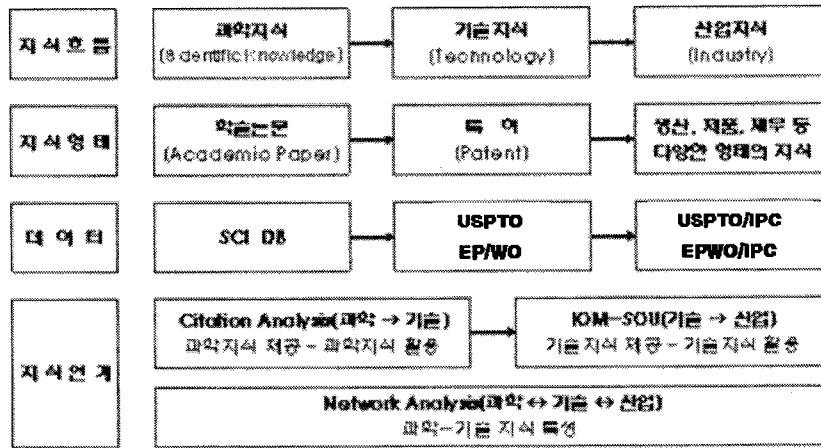 지식흐름
과학지식
(Scientific Knowledge)
기술지식
(Technology)
산업지식
(Industry)
지식형태
학술논문
(Academic Paper)
특 허
(Patent)
생산, 제품, 재무 등
다양한 형태의 지식
데 이 터
SCI DB
USPTO
EP/WO
USPTO/IPC
EPWO/IPC
지식연계
Citation Analysis(과학 → 기술)
과학지식 제공 - 과학지식 활용
IOM-SOU(기술 → 산업)
기술지식 제공 - 기술지식 활용
Network Analysis(과학 ↔ 기술 ↔ 산업)
과학-기술 지식 특성